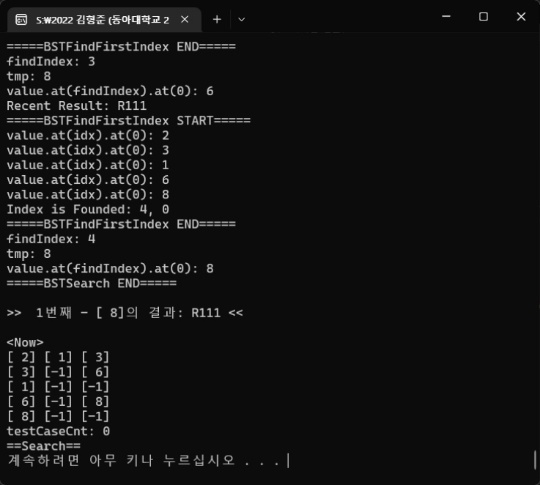 S:₩2022 김형준 (동아대학교 2
=====BSTFindFirstIndex END=====
findIndex: 3
tmp: 8
value.at(findIndex).at(0): 6
Recent Result: R111
=====BSTFindFirstIndex START=====
value.at(idx).at(0): 2
value.at(idx).at(0): 3
value.at(idx).at(0): 1
value.at(idx).at(0): 6
value.at(idx).at(0): 8
Index is Founded: 4, 0
=====BSTFindFirstIndex END=====
findIndex: 4
tmp: 8
value.at(findIndex).at(0): 8
=====BSTSearch END=====
>>  1번째 - [ 8]의 결과: R111 <<
<Now>
[ 2] [ 1] [ 3]
[ 3] [-1] [ 6]
[ 1] [-1] [-1]
[ 6] [-1] [ 8]
[ 8] [-1] [-1]
testCaseCnt: 0
==Search==
계속하려면 아무 키나 누르십시오 . . .